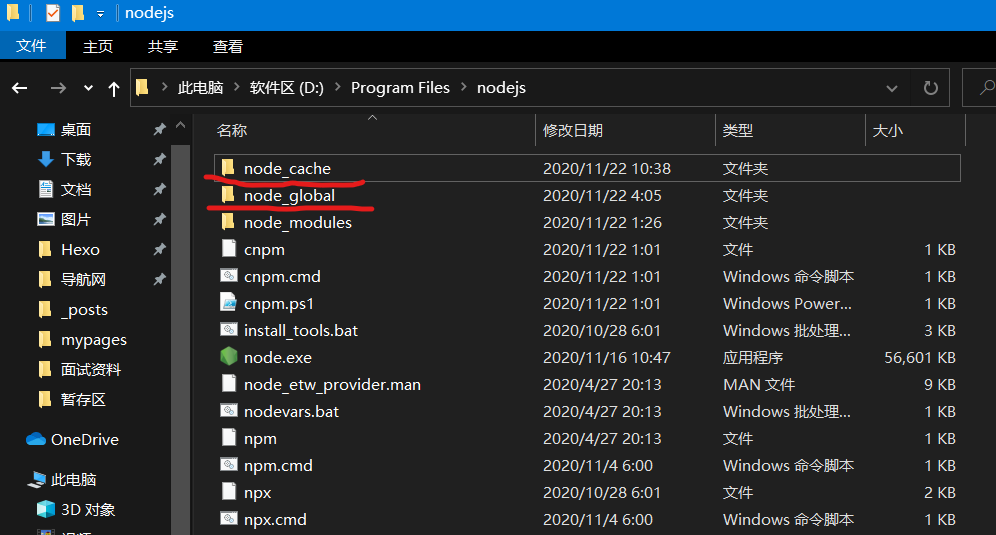 nodejs
文件 主页 共享 查看
此电脑 软件区 (D:) Program Files nodejs
名称 修改日期 类型 大小
桌面
下载
文档
图片
Hexo
导航网
_posts
mypages
面试资料
暂存区
OneDrive
此电脑
3D 对象
node_cache 2020/11/22 10:38 文件夹
node_global 2020/11/22 4:05 文件夹
node_modules 2020/11/22 1:26 文件夹
cnpm 2020/11/22 1:01 文件 1 KB
cnpm.cmd 2020/11/22 1:01 Windows 命令脚本 1 KB
cnpm.ps1 2020/11/22 1:01 Windows Power... 1 KB
install_tools.bat 2020/10/28 6:01 Windows 批处理... 3 KB
node.exe 2020/11/16 10:47 应用程序 56,601 KB
node_etw_provider.man 2020/4/27 20:13 MAN 文件 9 KB
nodevars.bat 2020/4/27 20:13 Windows 批处理... 1 KB
npm 2020/4/27 20:13 文件 1 KB
npm.cmd 2020/11/4 6:00 Windows 命令脚本 1 KB
npx 2020/10/28 6:01 文件 2 KB
npx.cmd 2020/11/4 6:00 Windows 命令脚本 1 KB